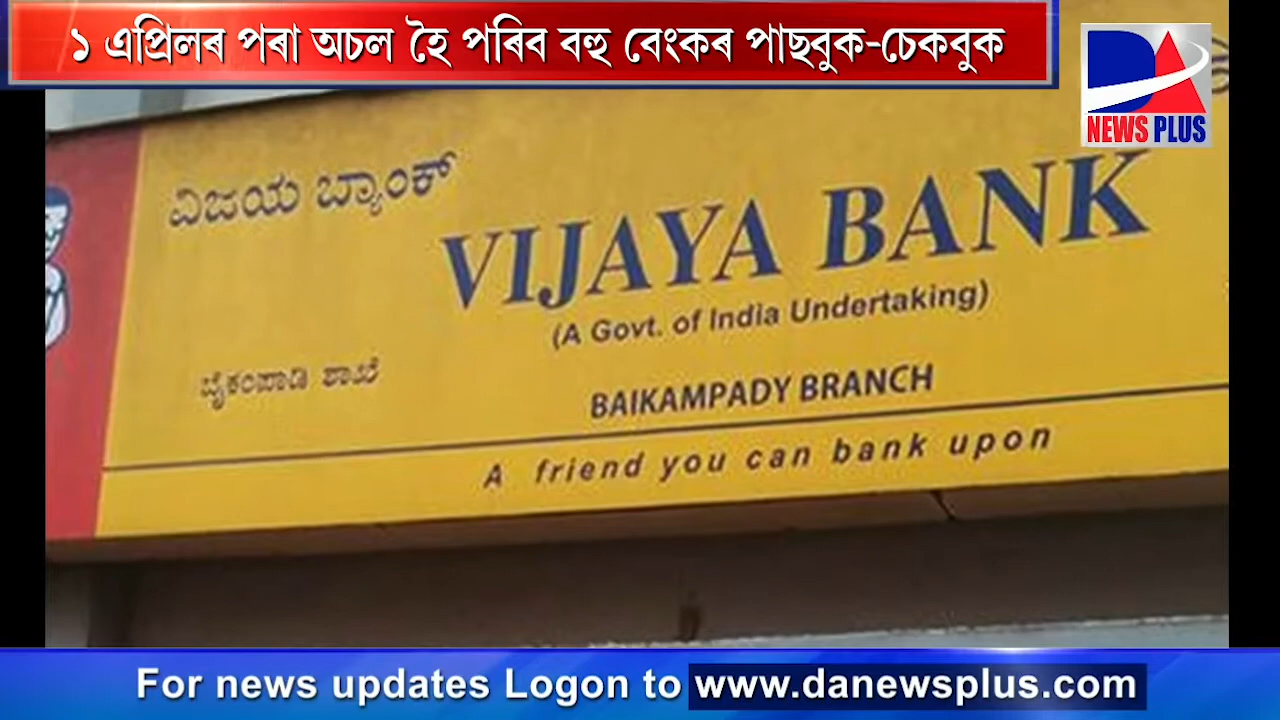 ১ এপ্ৰিলৰ পৰা অচল হৈ পৰিব বহু বেংকৰ পাছবুক-চেকবুক
DA
NEWS PLUS
ವಿಜಯ ಬ್ಯಾಂಕ್
VIJAYA BANK
(A Govt. of India Undertaking)
ಬೈಕಂಪಾಡಿ ಶಾಖೆ
BAIKAMPADY BRANCH
A friend you can bank upon
For news updates Logon to www.danewsplus.com